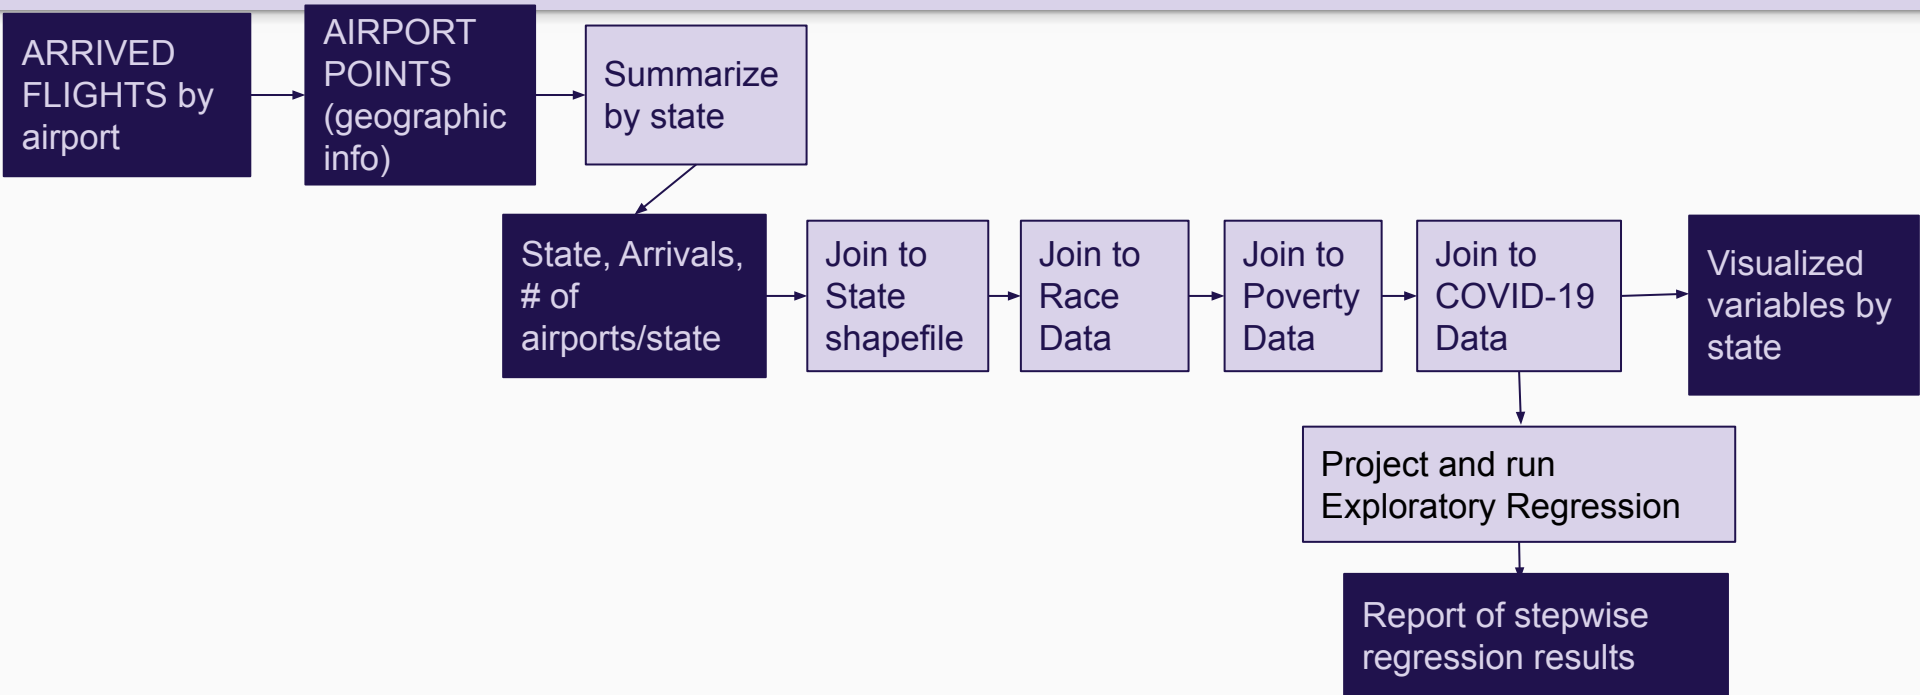 ARRIVED
FLIGHTS by
airport
AIRPORT
POINTS
(geographic
info)
Summarize
by state
State, Arrivals,
# of
airports/state
Join to
State
shapefile
Join to
Race
Data
Join to
Poverty
Data
Join to
COVID-19
Data
Visualized
variables by
state
Project and run
Exploratory Regression
Report of stepwise
regression results